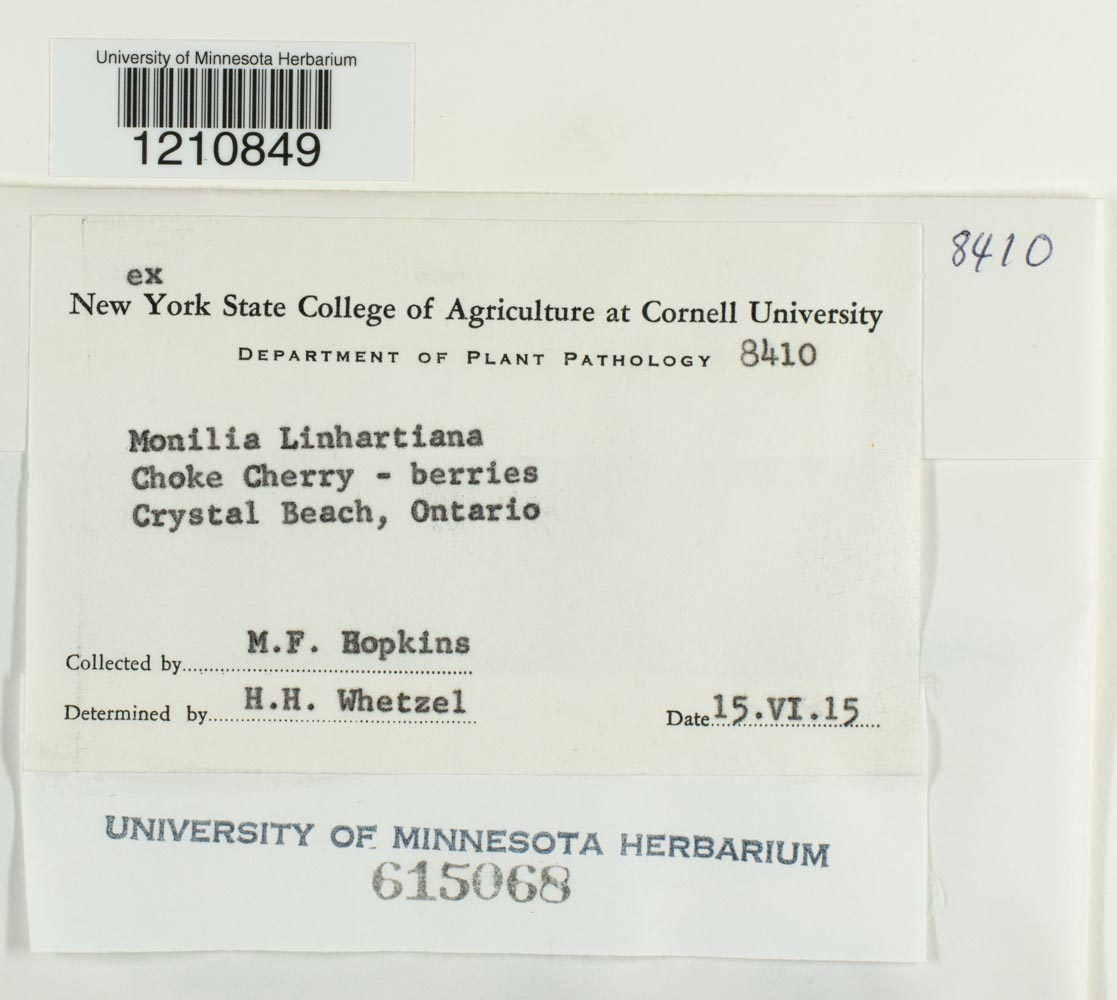 University of Minnesota Herbarium
1210849
8410
ex
New York State College of Agriculture at Cornell University
DEPARTMENT OF PLANT PATHOLOGY 8410
Monilia Linhartiana
Choke Cherry - berries
Crystal Beach, Ontario
Collected by M.F. Hopkins
Determined by H.H. Whetzel
Date 15.VI.15
UNIVERSITY OF MINNESOTA HERBARIUM
615068